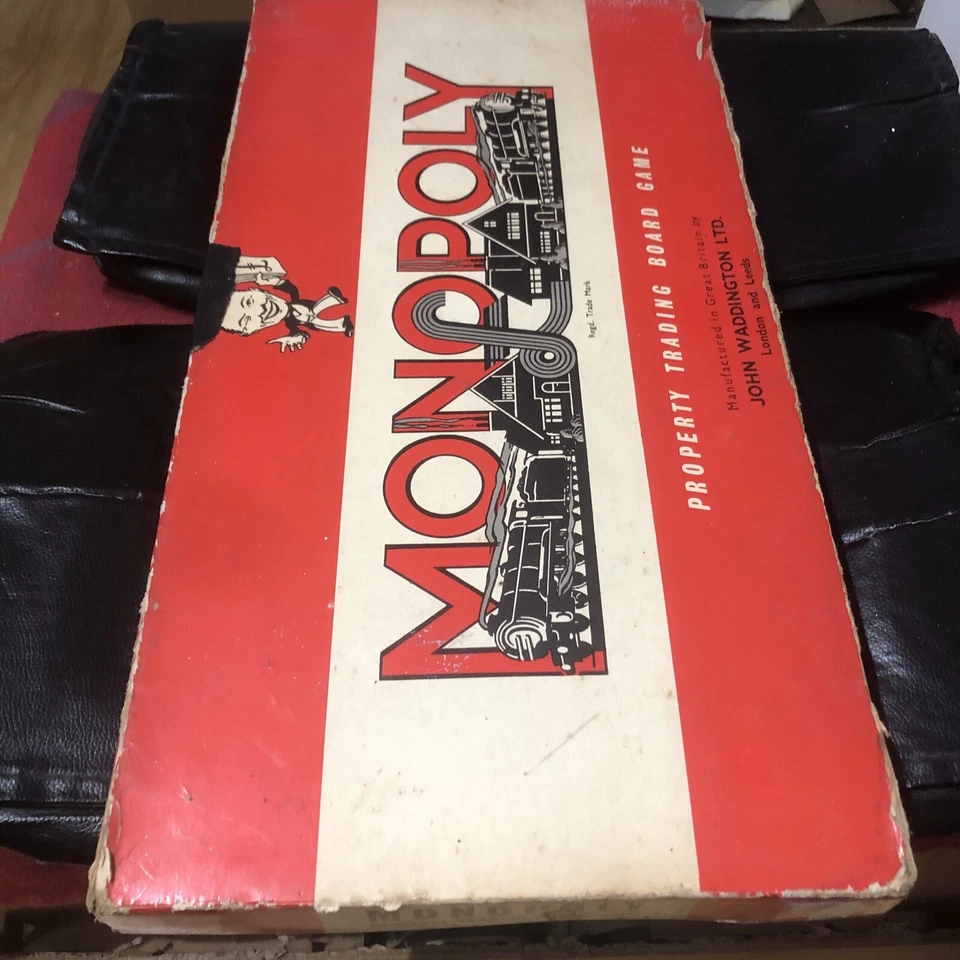 MONOPOLY
Regd. Trade Mark
PROPERTY TRADING BOARD GAME
Manufactured in Great Britain by
JOHN WADDINGTON LTD.
London and Leeds
MONOPOLY